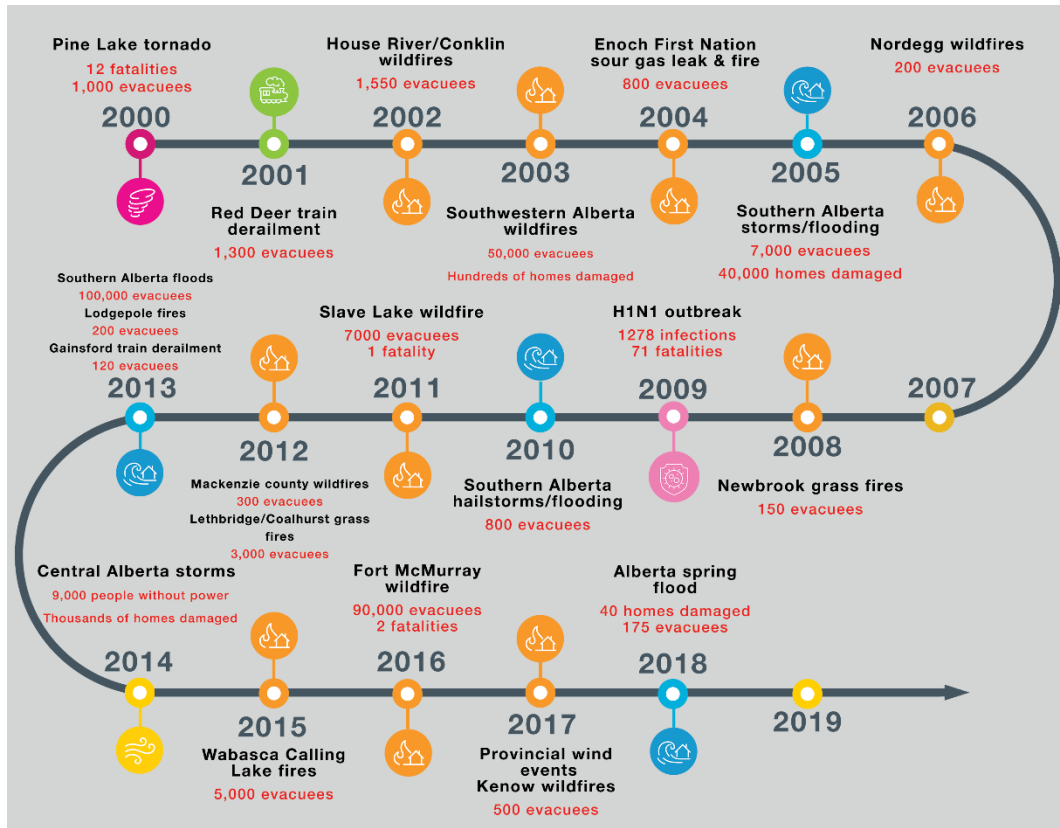 Pine Lake tornado
12 fatalities
1,000 evacuees
2000
2001
Red Deer train
derailment
1,300 evacuees
House River/Conklin
wildfires
1,550 evacuees
2002
2003
Southwestern Alberta
wildfires
50,000 evacuees
Hundreds of homes damaged
Enoch First Nation
sour gas leak & fire
800 evacuees
2004
2005
Southern Alberta
storms/flooding
7,000 evacuees
40,000 homes damaged
Nordegg wildfires
200 evacuees
2006
2007
2008
Newbrook grass fires
150 evacuees
H1N1 outbreak
1278 infections
71 fatalities
2009
2010
Southern Alberta
hailstorms/flooding
800 evacuees
Slave Lake wildfire
7000 evacuees
1 fatality
2011
2012
Mackenzie county wildfires
300 evacuees
Lethbridge/Coalhurst grass
fires
3,000 evacuees
Southern Alberta floods
100,000 evacuees
Lodgepole fires
200 evacuees
Gainsford train derailment
120 evacuees
2013
Central Alberta storms
9,000 people without power
Thousands of homes damaged
2014
2015
Wabasca Calling
Lake fires
5,000 evacuees
Fort McMurray
wildfire
90,000 evacuees
2 fatalities
2016
2017
Provincial wind
events
Kenow wildfires
500 evacuees
Alberta spring
flood
40 homes damaged
175 evacuees
2018
2019